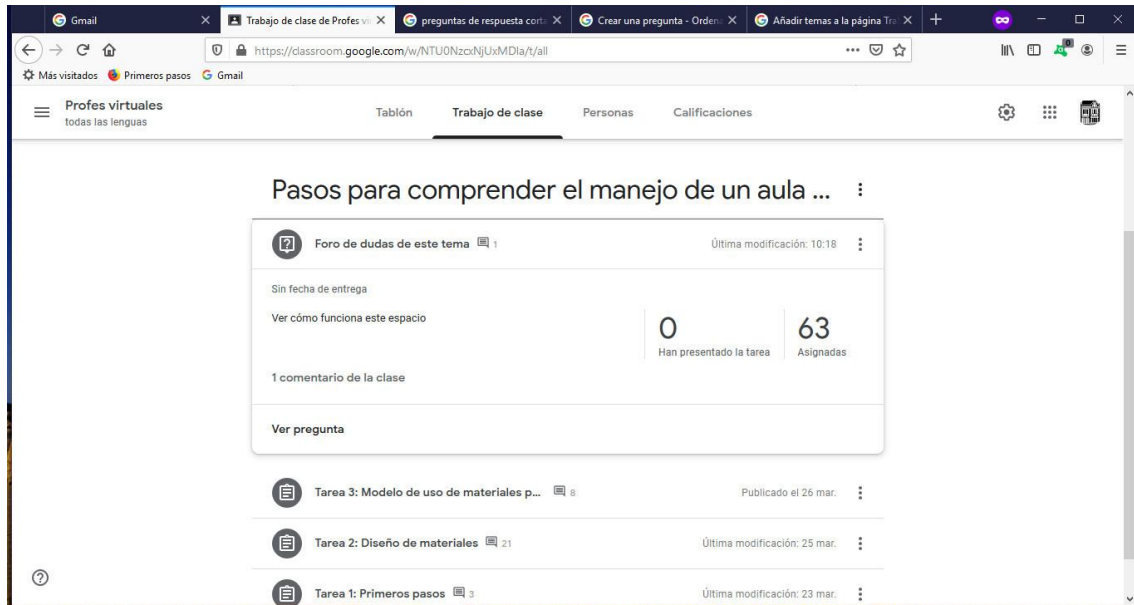 Gmail
Trabajo de clase de Profes vi
preguntas de respuesta corta
Crear una pregunta - Ordena
Añadir temas a la página Tra
https://classroom.google.com/w/NTU0NzcxNjUxMDla/t/all
Más visitados
Primeros pasos
Gmail
Profes virtuales
todas las lenguas
Tablón
Trabajo de clase
Personas
Calificaciones
Pasos para comprender el manejo de un aula ...
Foro de dudas de este tema 1
Última modificación: 10:18
Sin fecha de entrega
Ver cómo funciona este espacio
0
Han presentado la tarea
63
Asignadas
1 comentario de la clase
Ver pregunta
Tarea 3: Modelo de uso de materiales p... 8
Publicado el 26 mar.
Tarea 2: Diseño de materiales 21
Última modificación: 25 mar.
Tarea 1: Primeros pasos 3
Última modificación: 23 mar.